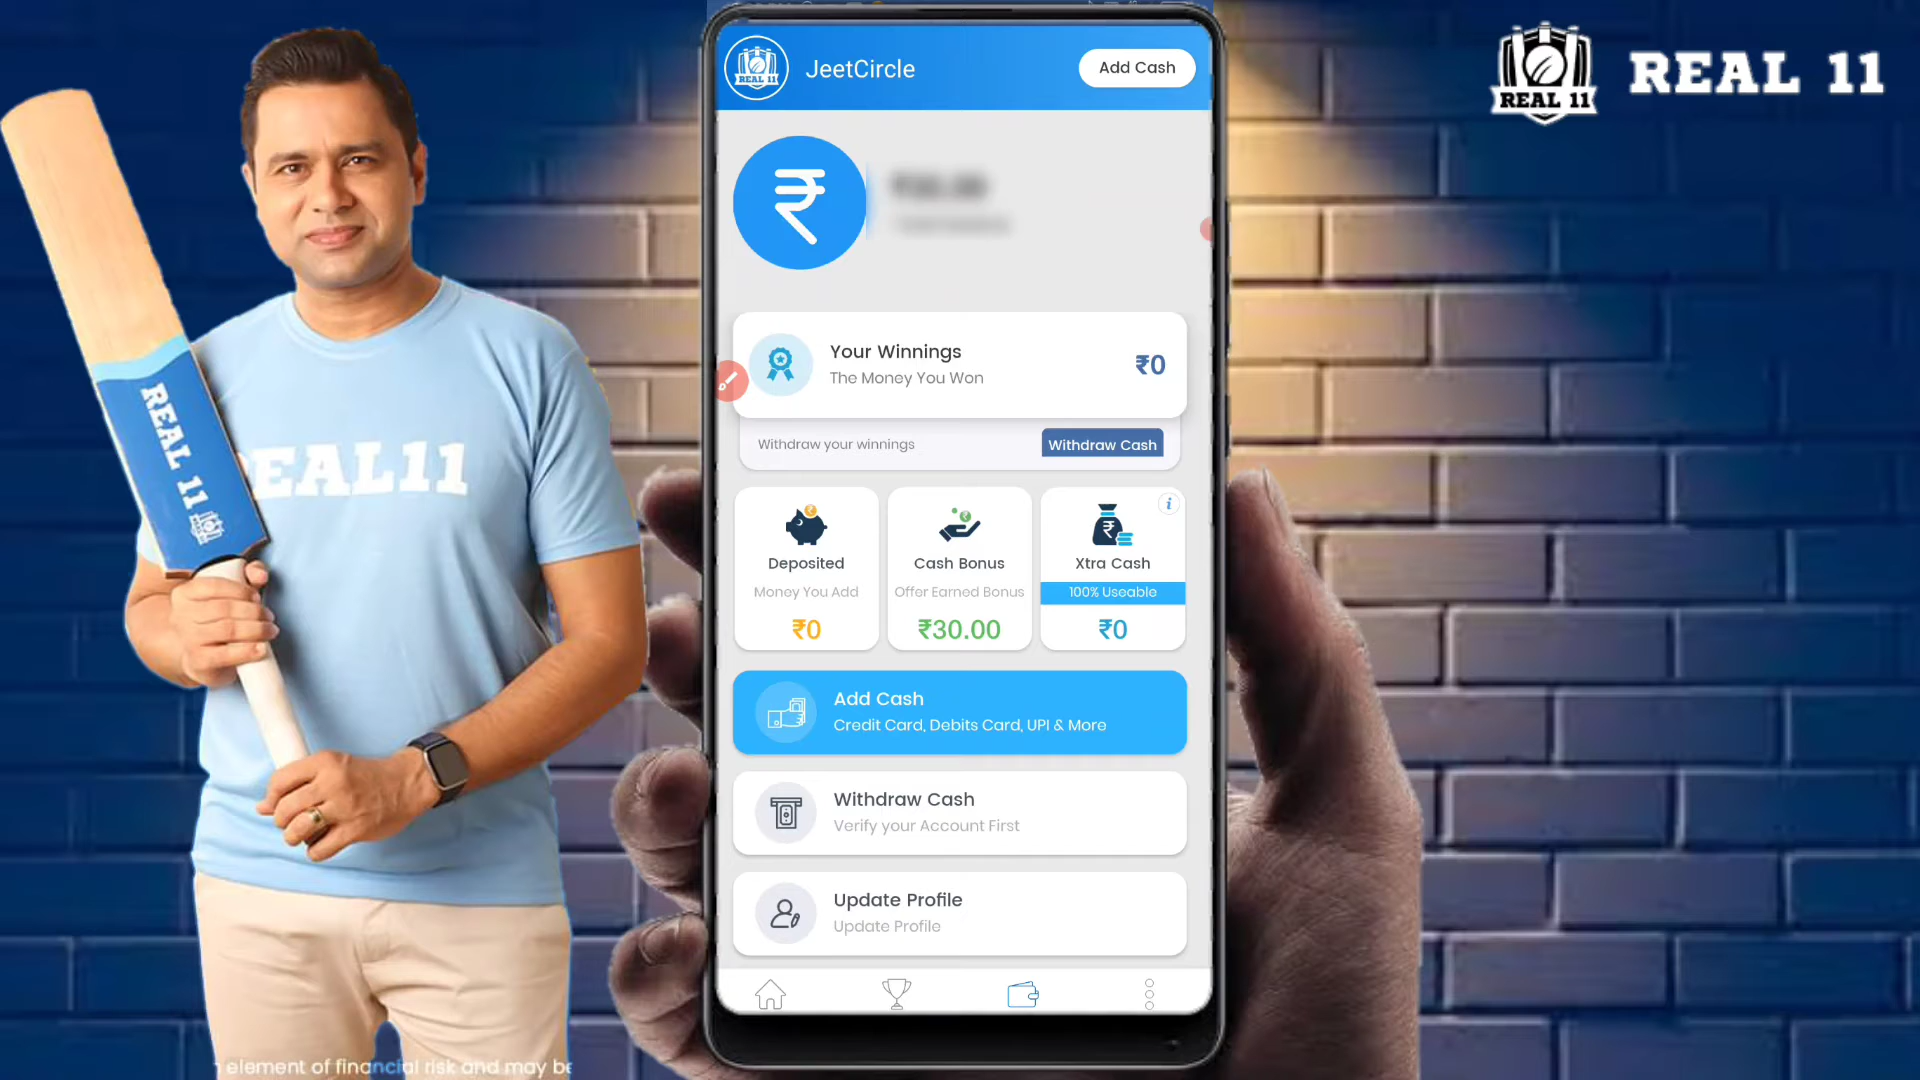 REAL 11
JeetCircle
Add Cash
REAL 11
REAL 11
Your Winnings
The Money You Won
₹0
Withdraw your winnings
Withdraw Cash
REAL 11
REAL11
Deposited
Money You Add
₹0
Cash Bonus
Offer Earned Bonus
₹30.00
Xtra Cash
100% Useable
₹0
Add Cash
Credit Card, Debits Card, UPI & More
Withdraw Cash
Verify your Account First
Update Profile
Update Profile
element of financial risk and may be